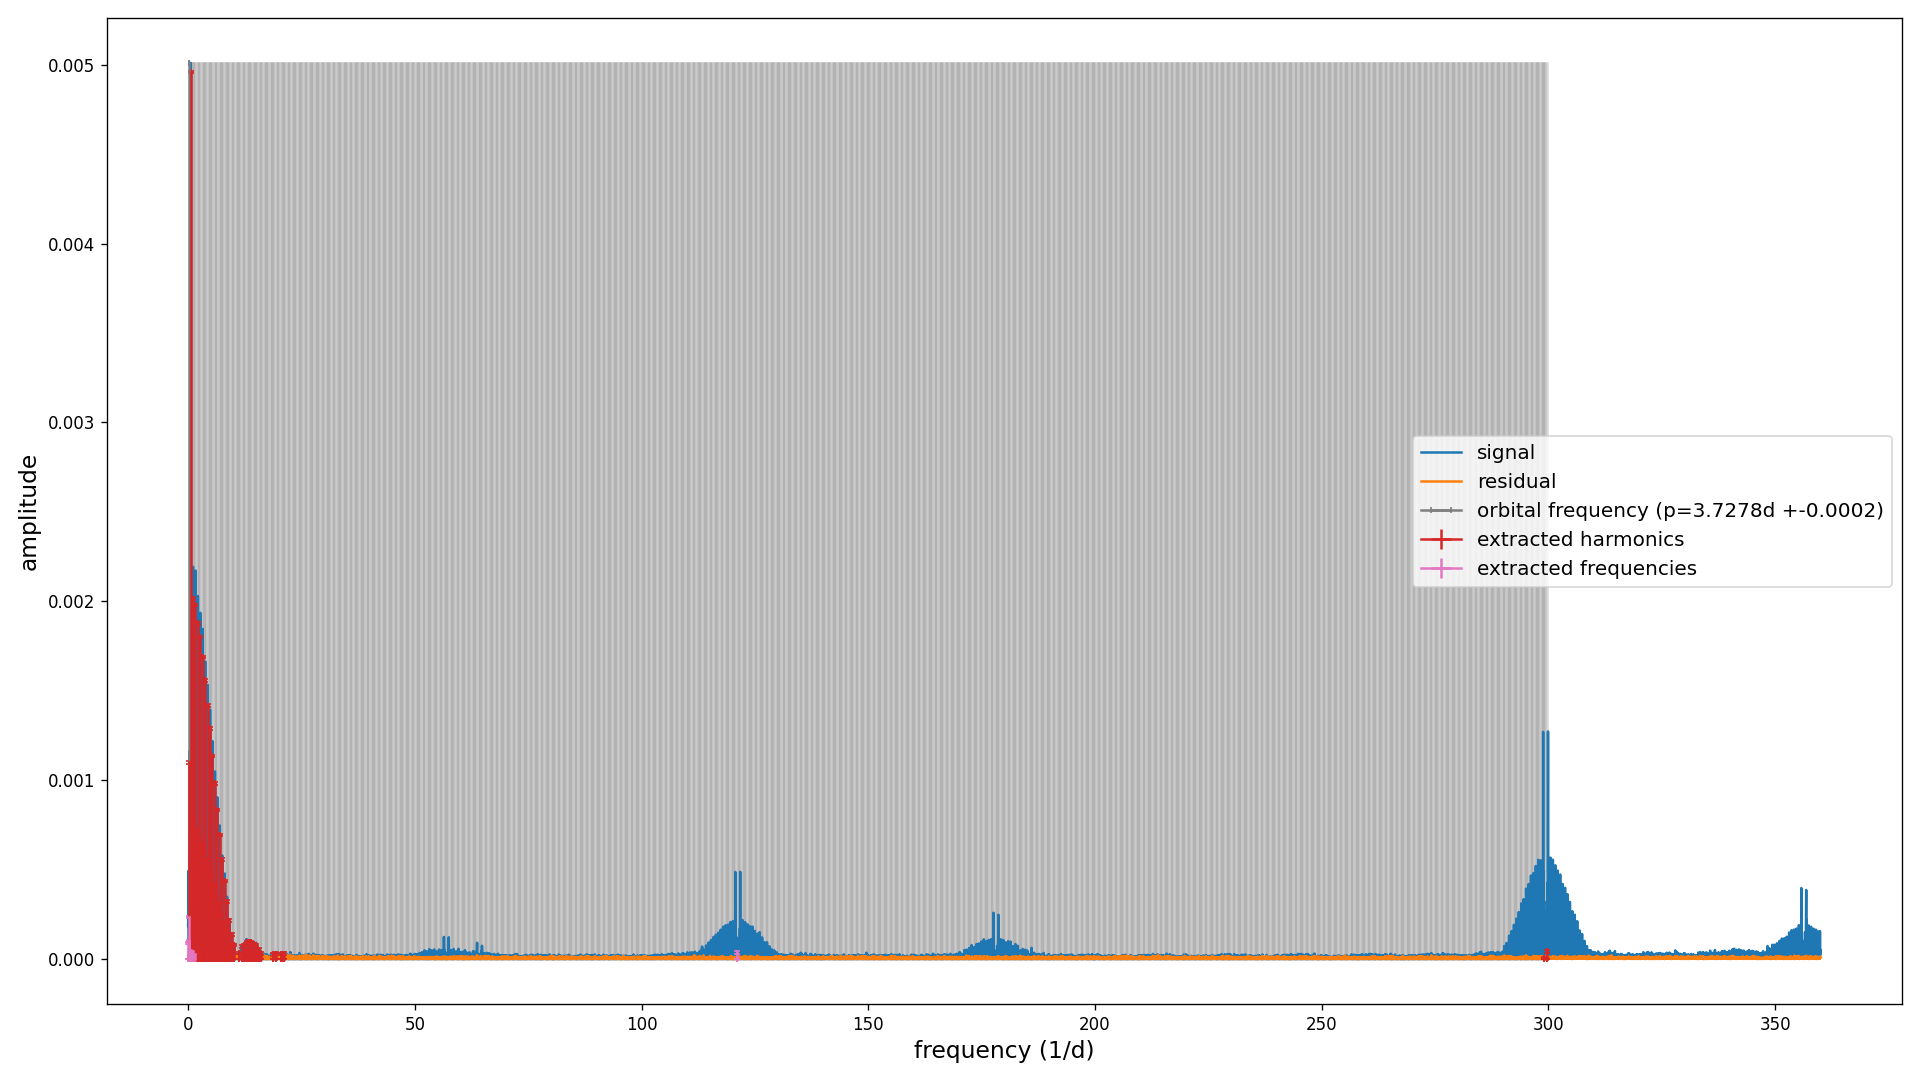 0.005
0.004
0.003
0.002
0.001
0.000
amplitude
signal
residual
orbital frequency (p=3.7278d +-0.0002)
extracted harmonics
extracted frequencies
0 50 100 150 200 250 300 350
frequency (1/d)